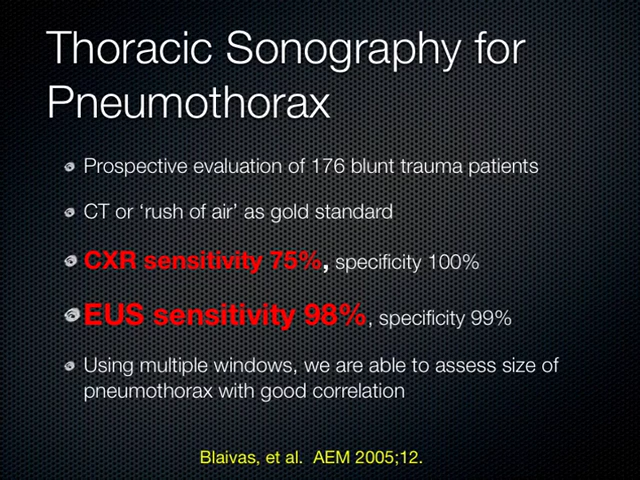 Thoracic Sonography for
Pneumothorax
Prospective evaluation of 176 blunt trauma patients
CT or ‘rush of air’ as gold standard
CXR sensitivity 75%, specificity 100%
EUS sensitivity 98%, specificity 99%
Using multiple windows, we are able to assess size of
pneumothorax with good correlation
Blaivas, et al.  AEM 2005;12.